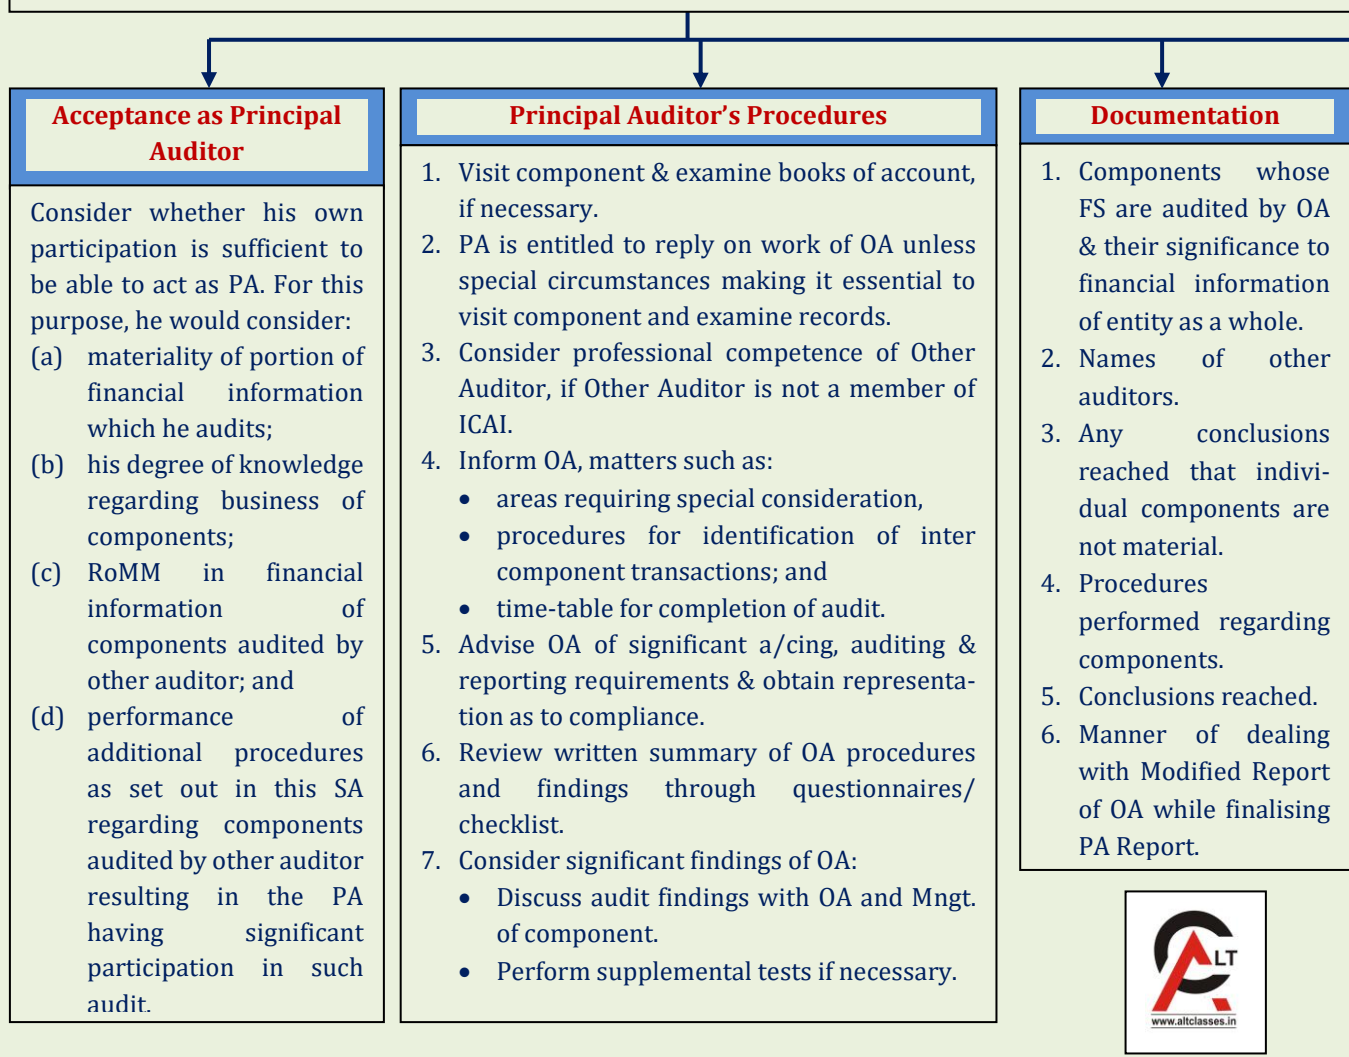 Acceptance as Principal
Auditor
Consider whether his own
participation is sufficient to
be able to act as PA. For this
purpose, he would consider:
(a) materiality of portion of
financial information
which he audits;
(b) his degree of knowledge
regarding business of
components;
(c) RoMM in financial
information of
components audited by
other auditor; and
(d) performance of
additional procedures
as set out in this SA
regarding components
audited by other auditor
resulting in the PA
having significant
participation in such
audit.
Principal Auditor's Procedures
1. Visit component & examine books of account,
if necessary.
2. PA is entitled to reply on work of OA unless
special circumstances making it essential to
visit component and examine records.
3. Consider professional competence of Other
Auditor, if Other Auditor is not a member of
ICAI.
4. Inform OA, matters such as:
• areas requiring special consideration,
• procedures for identification of inter
component transactions; and
• time-table for completion of audit.
5. Advise OA of significant a/cing, auditing &
reporting requirements & obtain representa-
tion as to compliance.
6. Review written summary of OA procedures
and findings through questionnaires/
checklist.
7. Consider significant findings of OA:
• Discuss audit findings with OA and Mngt.
of component.
• Perform supplemental tests if necessary.
Documentation
1. Components whose
FS are audited by OA
& their significance to
financial information
of entity as a whole.
2. Names of other
auditors.
3. Any conclusions
reached that indivi-
dual components are
not material.
4. Procedures
performed regarding
components.
5. Conclusions reached.
6. Manner of dealing
with Modified Report
of OA while finalising
PA Report.
CALT
www.altclasses.in